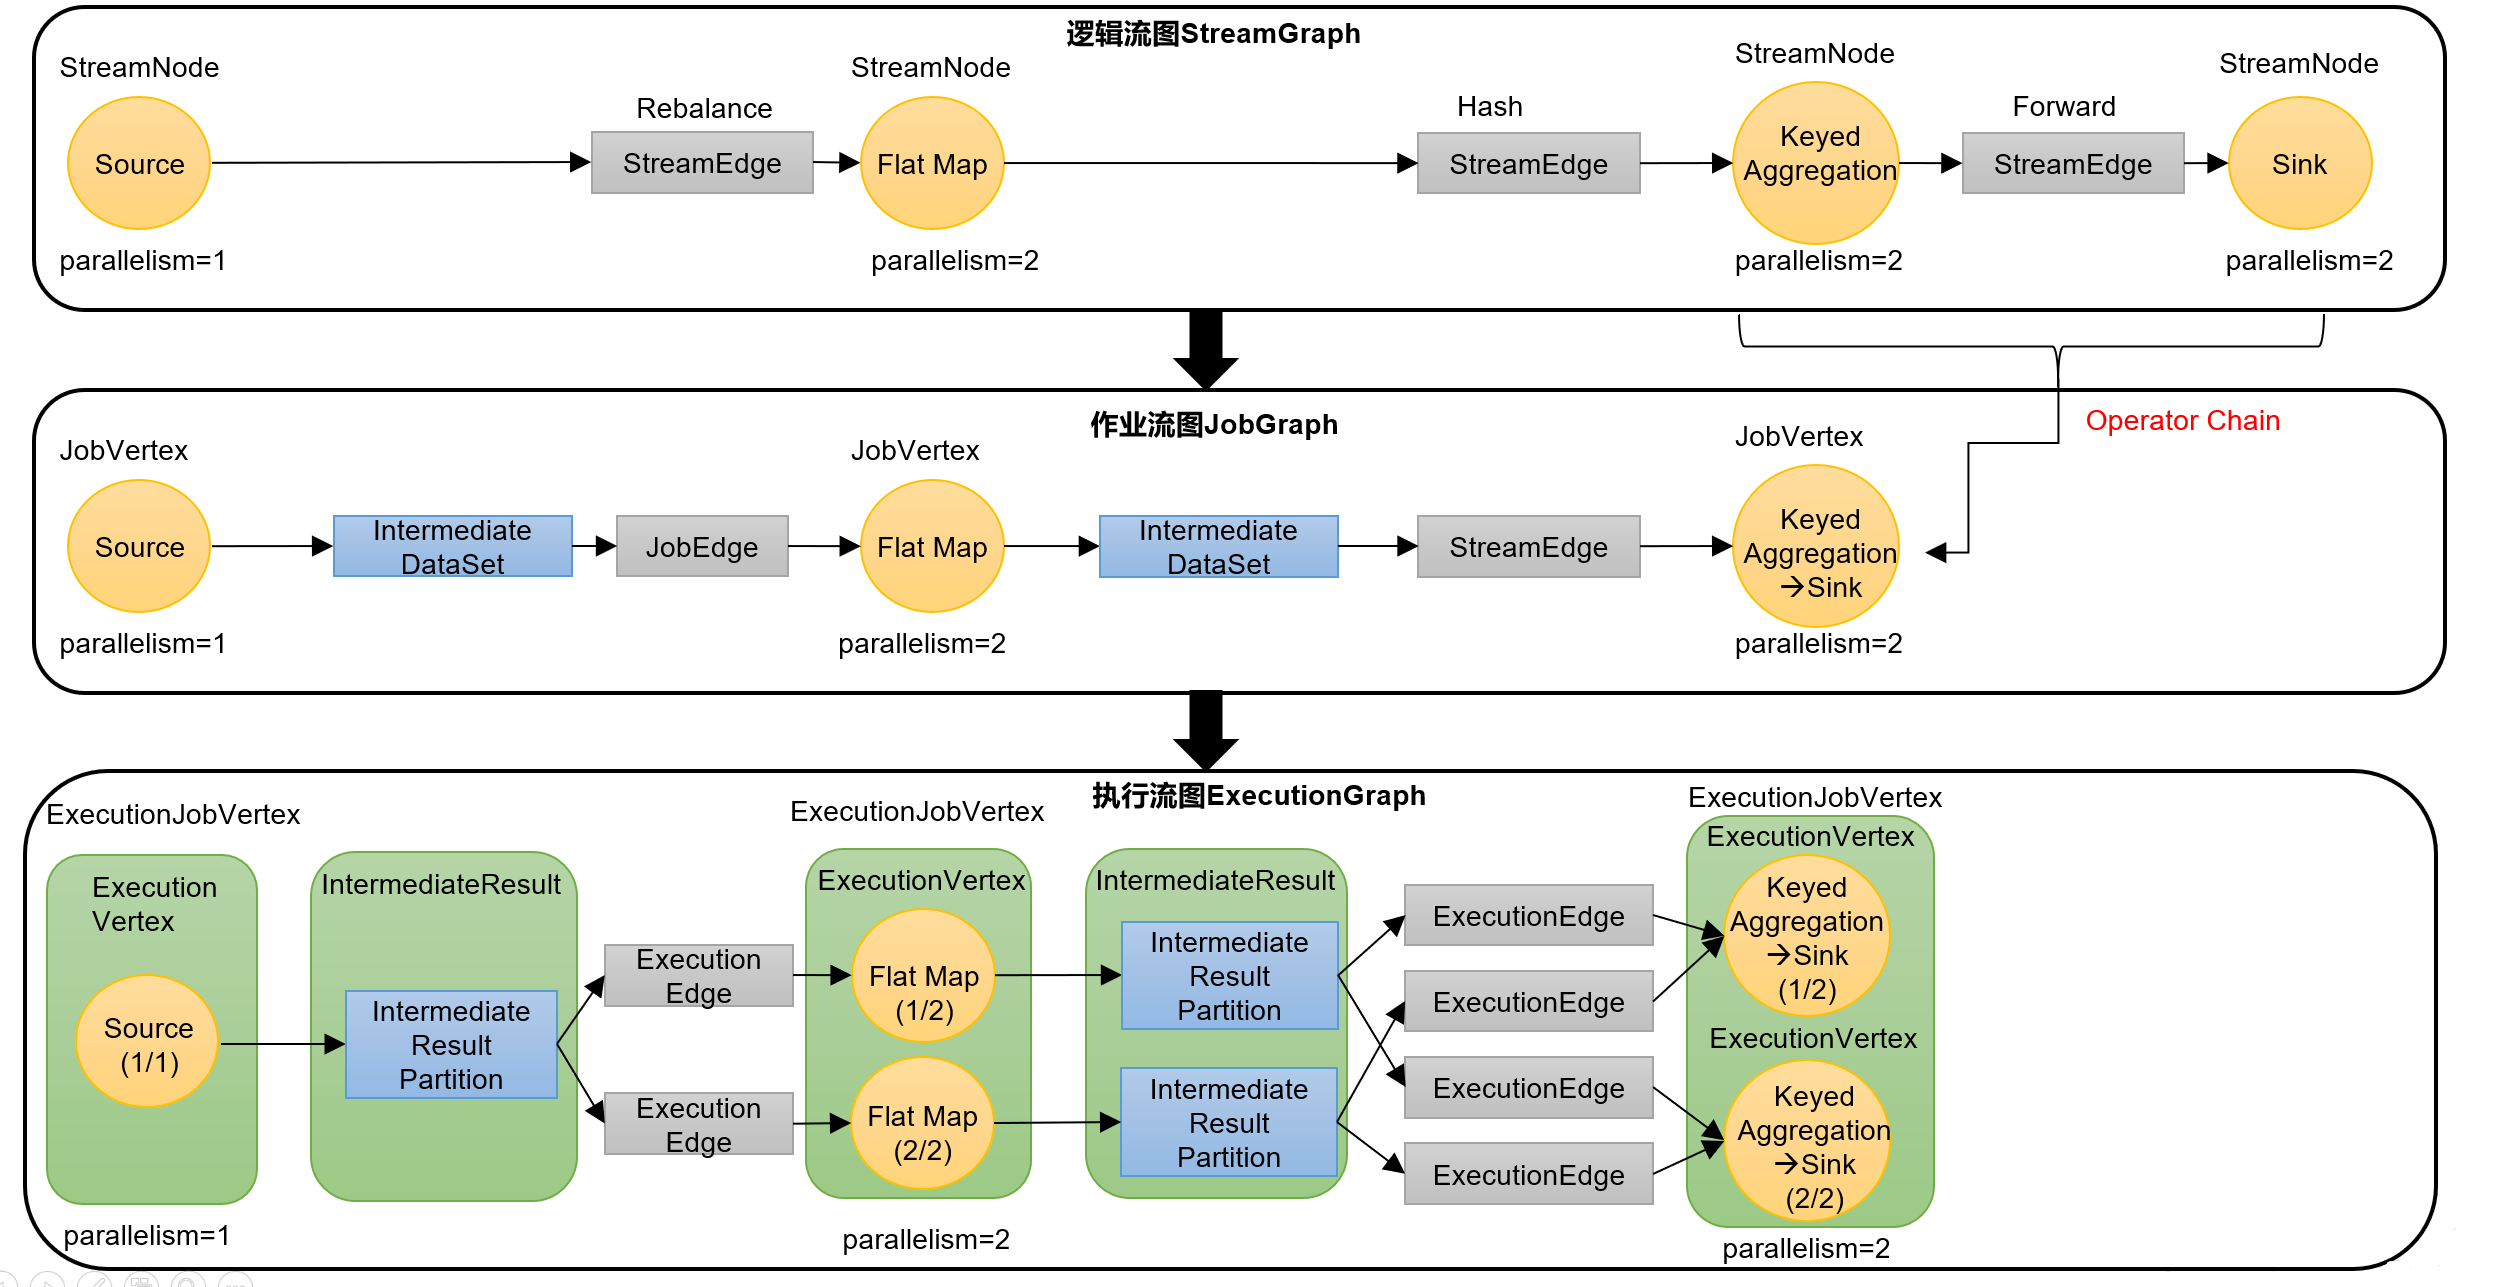 逻辑流图StreamGraph
StreamNode
StreamNode
StreamNode
StreamNode
Rebalance
Hash
Forward
Source
StreamEdge
Flat Map
StreamEdge
Keyed
Aggregation
StreamEdge
Sink
parallelism=1
parallelism=2
parallelism=2
parallelism=2
作业流图JobGraph
Operator Chain
JobVertex
JobVertex
JobVertex
Source
Intermediate
DataSet
JobEdge
Flat Map
Intermediate
DataSet
StreamEdge
Keyed
Aggregation
→Sink
parallelism=1
parallelism=2
parallelism=2
执行流图ExecutionGraph
ExecutionJobVertex
ExecutionJobVertex
ExecutionJobVertex
Execution
Vertex
Source
(1/1)
parallelism=1
IntermediateResult
Intermediate
Result
Partition
Execution
Edge
Execution
Edge
ExecutionVertex
Flat Map
(1/2)
Flat Map
(2/2)
parallelism=2
IntermediateResult
Intermediate
Result
Partition
Intermediate
Result
Partition
ExecutionEdge
ExecutionEdge
ExecutionEdge
ExecutionEdge
ExecutionVertex
Keyed
Aggregation
→Sink
(1/2)
ExecutionVertex
Keyed
Aggregation
→Sink
(2/2)
parallelism=2